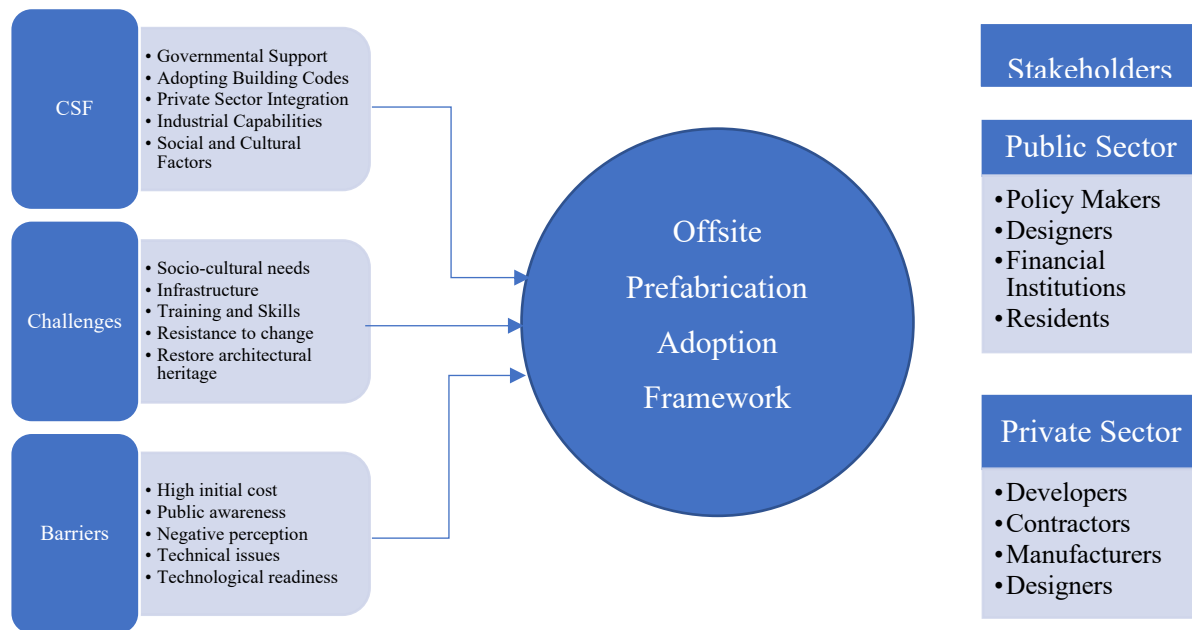 CSF
• Governmental Support
• Adopting Building Codes
• Private Sector Integration
• Industrial Capabilities
• Social and Cultural
Factors
Challenges
• Socio-cultural needs
• Infrastructure
• Training and Skills
• Resistance to change
• Restore architectural
heritage
Barriers
• High initial cost
• Public awareness
• Negative perception
• Technical issues
• Technological readiness
Offsite
Prefabrication
Adoption
Framework
Stakeholders
Public Sector
•Policy Makers
•Designers
•Financial
Institutions
•Residents
Private Sector
•Developers
•Contractors
•Manufacturers
•Designers